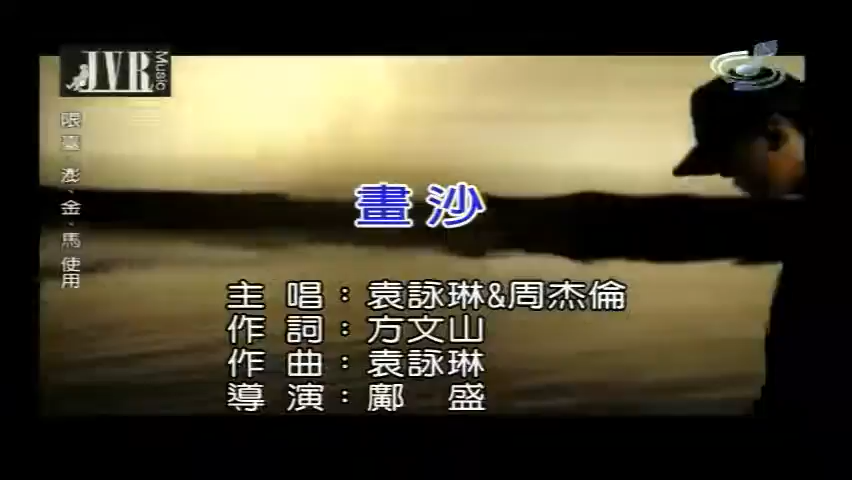 JVR Music
限臺、澎、金、馬使用
畫沙
主 唱：袁詠琳&周杰倫
作 詞：方文山
作 曲：袁詠琳
導 演：鄺 盛